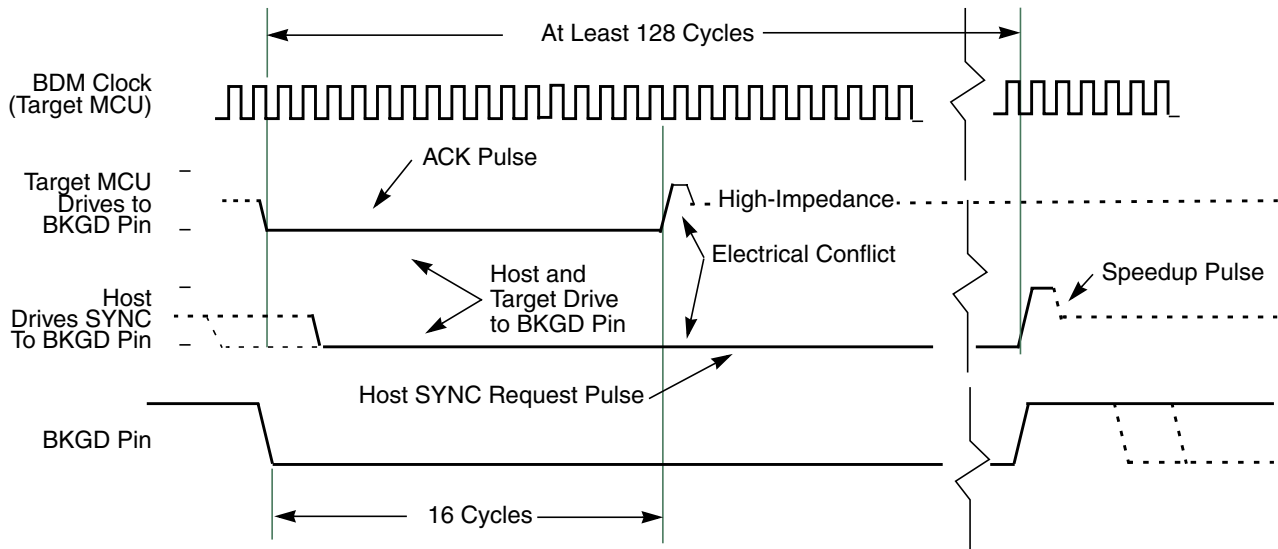 At Least 128 Cycles
BDM Clock
(Target MCU)
ACK Pulse
Target MCU
Drives to
BKGD Pin
High-Impedance
Electrical Conflict
Host and
Target Drive
to BKGD Pin
Speedup Pulse
Host
Drives SYNC
To BKGD Pin
Host SYNC Request Pulse
BKGD Pin
16 Cycles